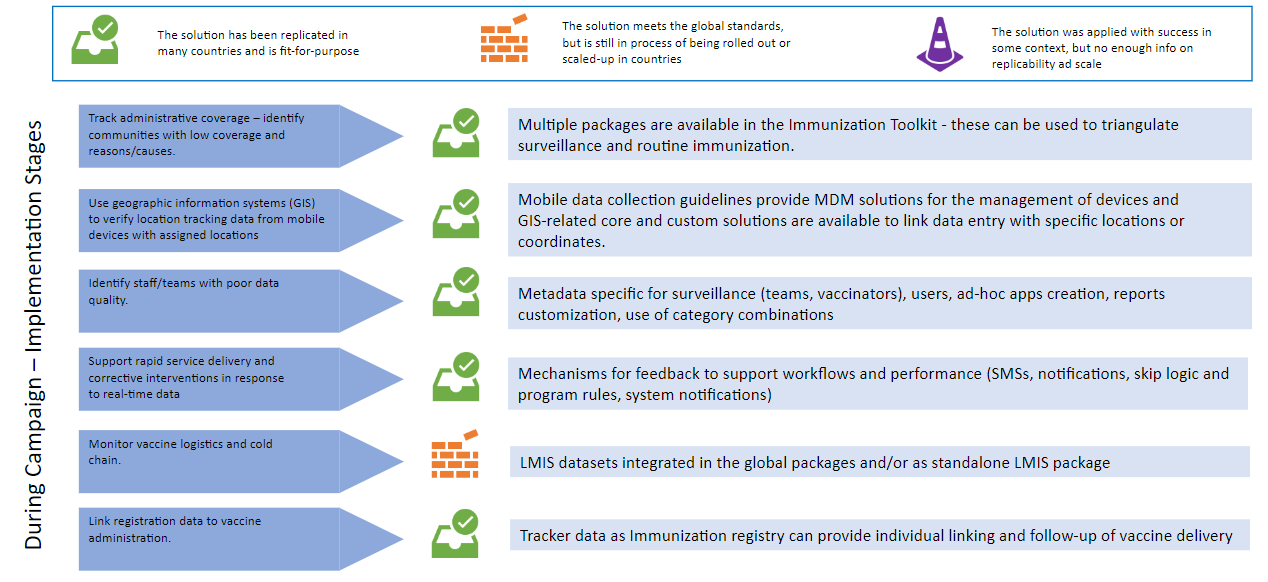 The solution has been replicated in
many countries and is fit-for-purpose
The solution meets the global standards,
but is still in process of being rolled out or
scaled-up in countries
The solution was applied with success in
some context, but no enough info on
replicability ad scale
During Campaign – Implementation Stages
Track administrative coverage – identify
communities with low coverage and
reasons/causes.
Multiple packages are available in the Immunization Toolkit - these can be used to triangulate
surveillance and routine immunization.
Use geographic information systems (GIS)
to verify location tracking data from mobile
devices with assigned locations
Mobile data collection guidelines provide MDM solutions for the management of devices and
GIS-related core and custom solutions are available to link data entry with specific locations or
coordinates.
Identify staff/teams with poor data
quality.
Metadata specific for surveillance (teams, vaccinators), users, ad-hoc apps creation, reports
customization, use of category combinations
Support rapid service delivery and
corrective interventions in response
to real-time data
Mechanisms for feedback to support workflows and performance (SMSs, notifications, skip logic and
program rules, system notifications)
Monitor vaccine logistics and cold
chain.
LMIS datasets integrated in the global packages and/or as standalone LMIS package
Link registration data to vaccine
administration.
Tracker data as Immunization registry can provide individual linking and follow-up of vaccine delivery